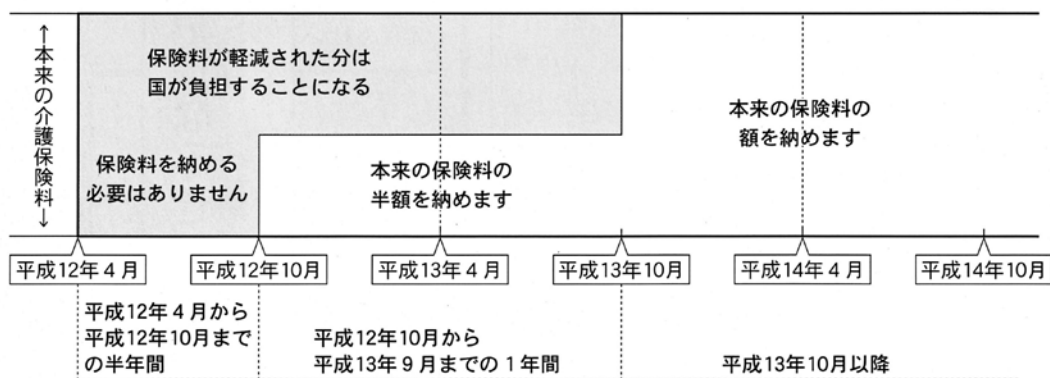 ↑本来の介護保険料↓
保険料が軽減された分は
国が負担することになる
保険料を納める
必要はありません
本来の保険料の
半額を納めます
本来の保険料の
額を納めます
平成12年4月
平成12年10月
平成13年4月
平成13年10月
平成14年4月
平成14年10月
平成12年4月から
平成12年10月まで
の半年間
平成12年10月から
平成13年9月までの1年間
平成13年10月以降